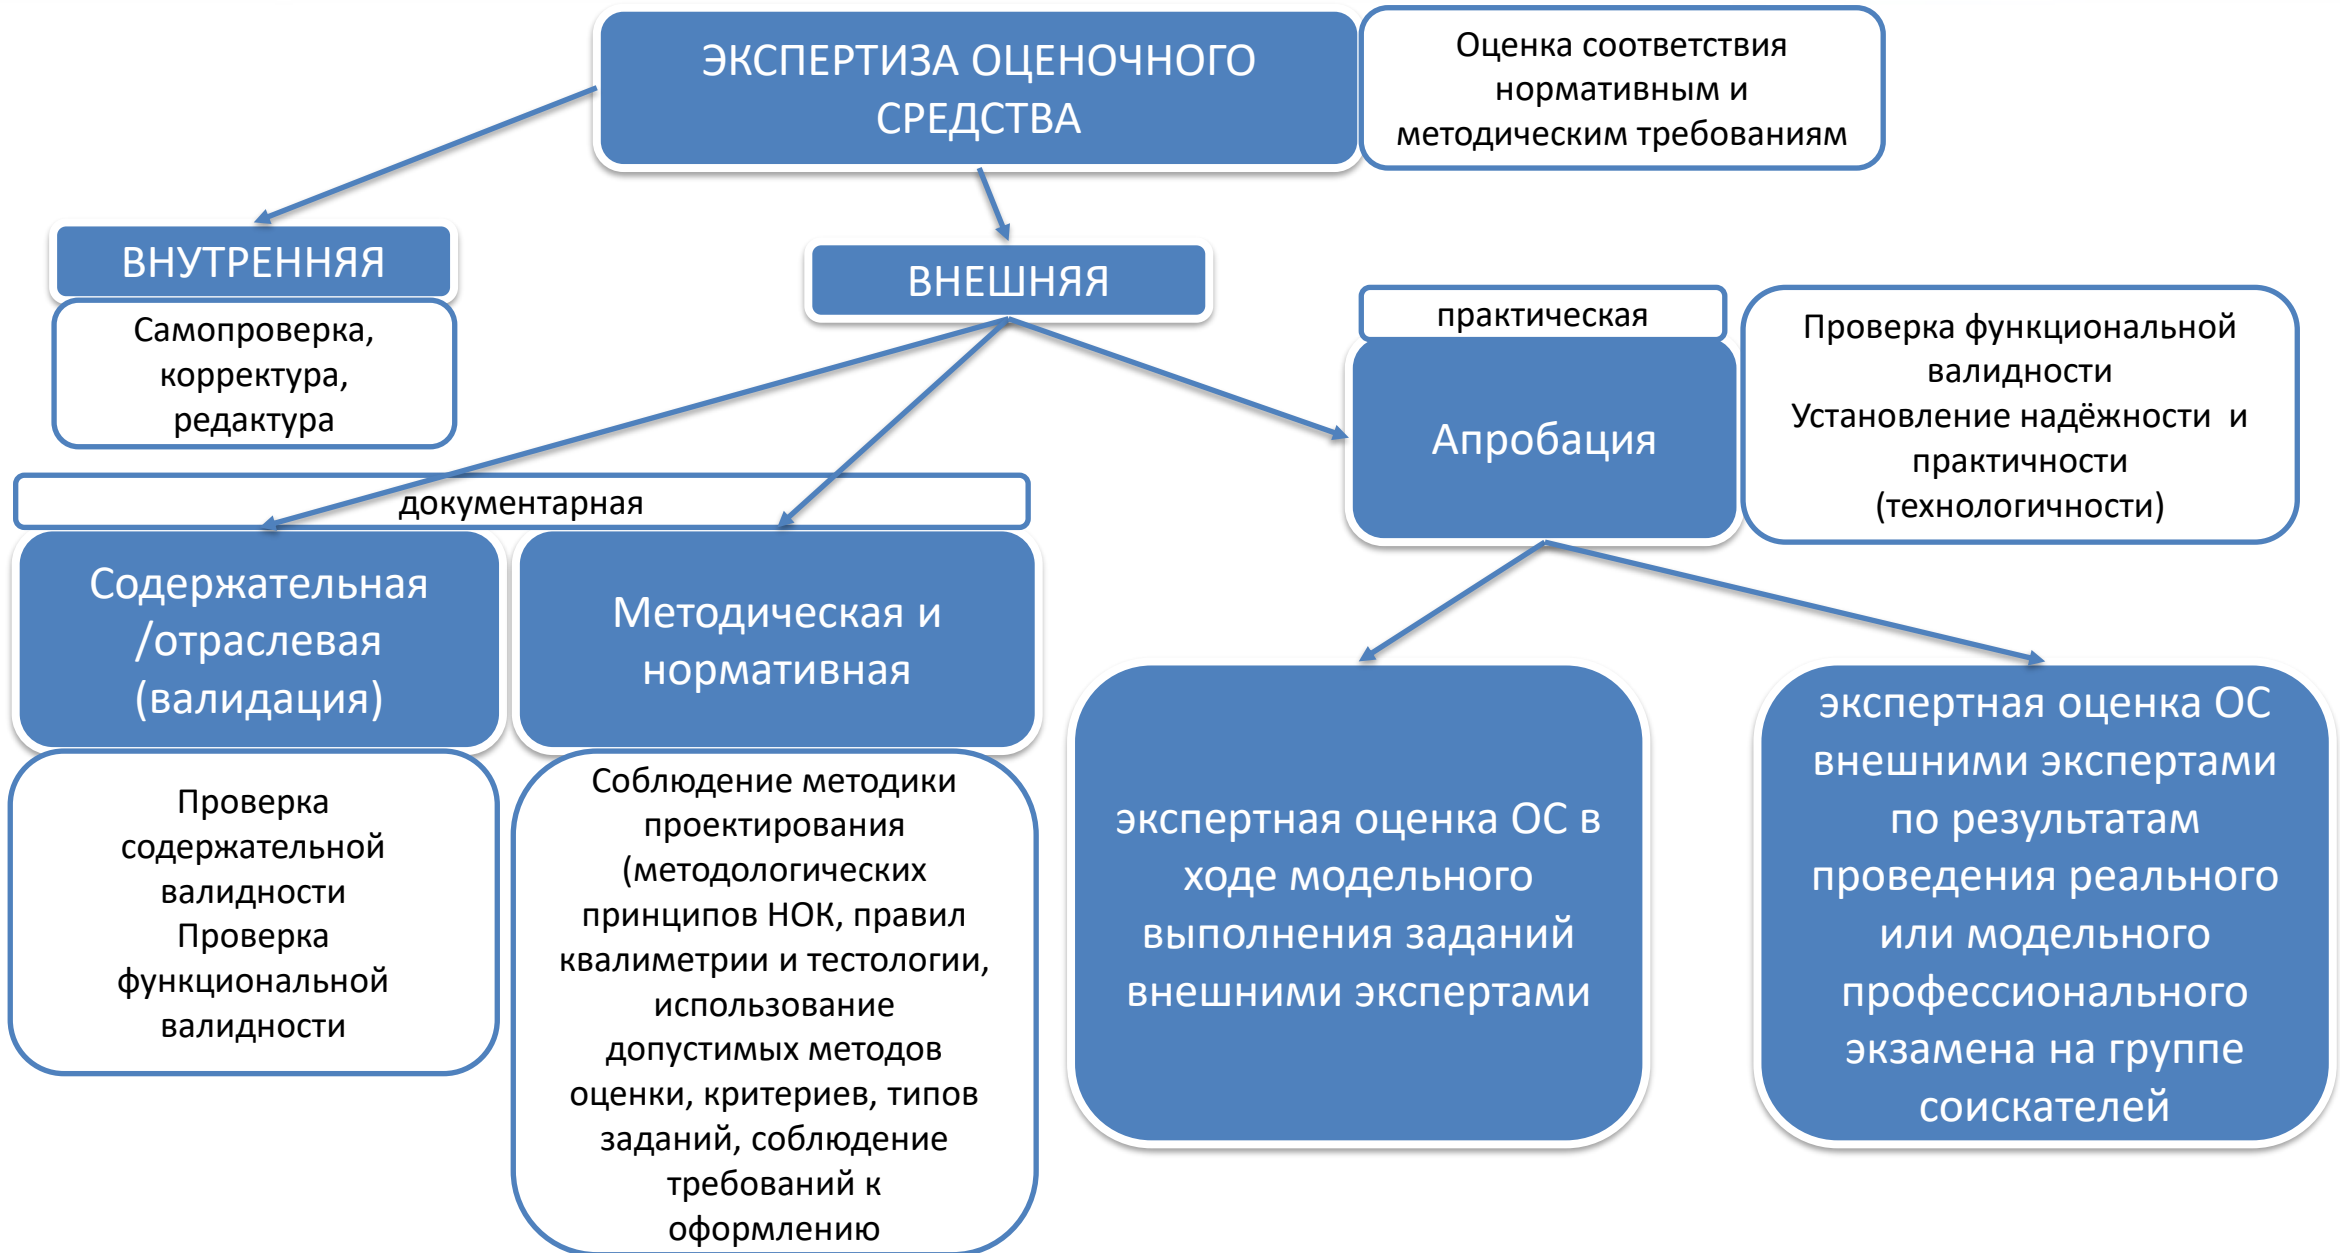 ЭКСПЕРТИЗА ОЦЕНОЧНОГО
СРЕДСТВА
Оценка соответствия
нормативным и
методическим требованиям
ВНУТРЕННЯЯ
Самопроверка,
корректура,
редактура
ВНЕШНЯЯ
практическая
Апробация
Проверка функциональной
валидности
Установление надёжности и
практичности
(технологичности)
документарная
Содержательная
/отраслевая
(валидация)
Проверка
содержательной
валидности
Проверка
функциональной
валидности
Методическая и
нормативная
Соблюдение методики
проектирования
(методологических
принципов НОК, правил
квалиметрии и тестологии,
использование
допустимых методов
оценки, критериев, типов
заданий, соблюдение
требований к
оформлению
экспертная оценка ОС в
ходе модельного
выполнения заданий
внешними экспертами
экспертная оценка ОС
внешними экспертами
по результатам
проведения реального
или модельного
профессионального
экзамена на группе
соискателей